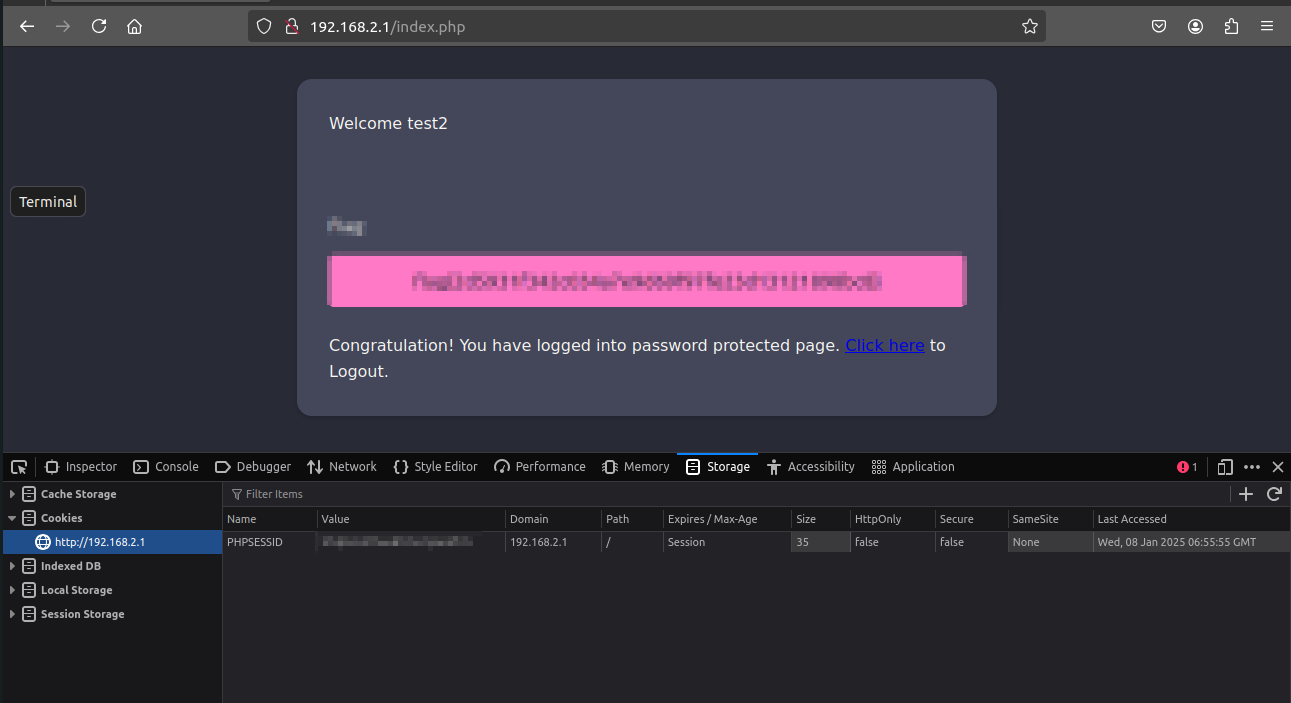 192.168.2.1/index.php
Welcome test2
Terminal
Congratulation! You have logged into password protected page. Click here to
Logout.
Inspector Console Debugger Network Style Editor Performance Memory Storage Accessibility Application 1
Cache Storage
Filter Items
Cookies
Name Value Domain Path Expires / Max-Age Size HttpOnly Secure SameSite Last Accessed
http://192.168.2.1
PHPSESSID 192.168.2.1 / Session 35 false false None Wed, 08 Jan 2025 06:55:55 GMT
Indexed DB
Local Storage
Session Storage